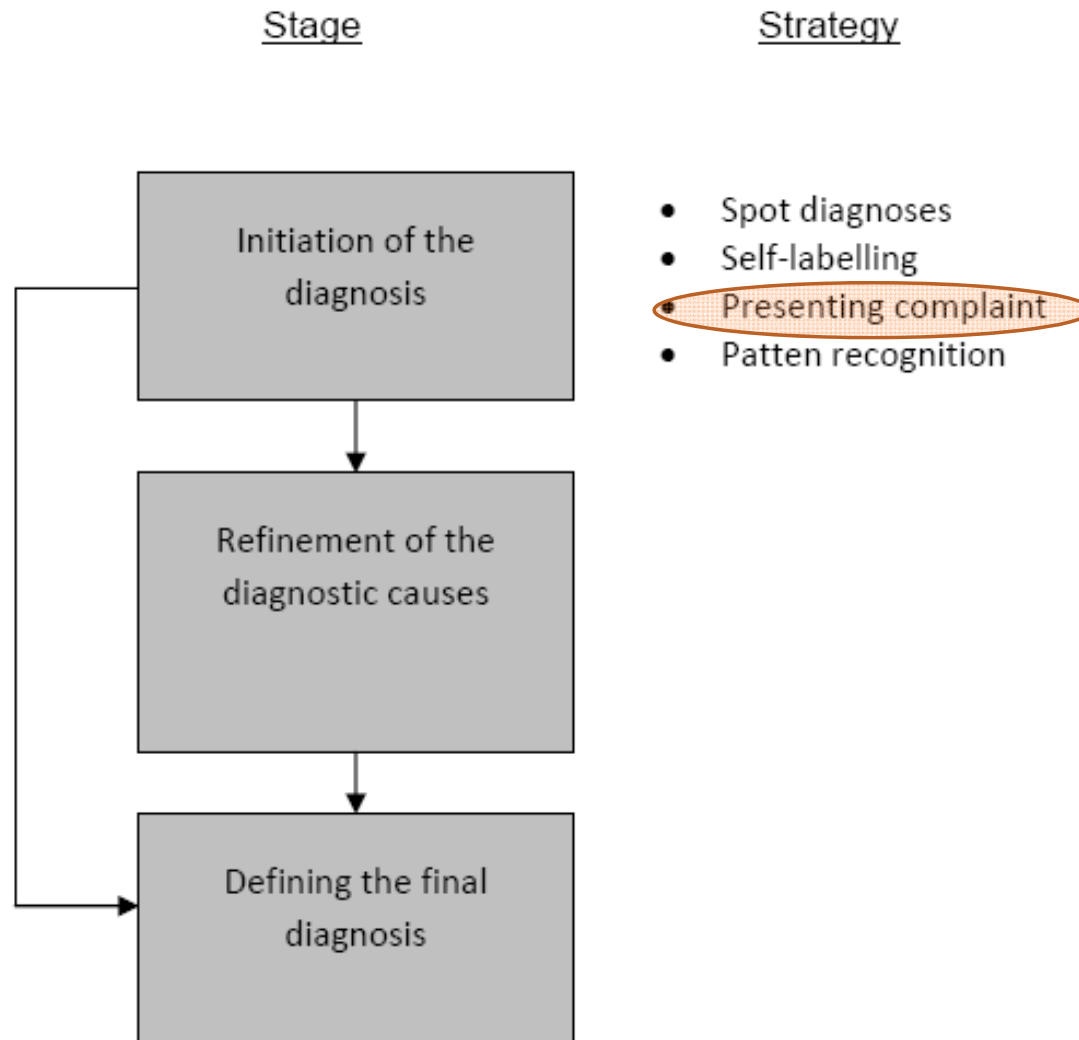 Stage
Strategy
Initiation of the
diagnosis
• Spot diagnoses
• Self-labelling
• Presenting complaint
• Patten recognition
Refinement of the
diagnostic causes
Defining the final
diagnosis